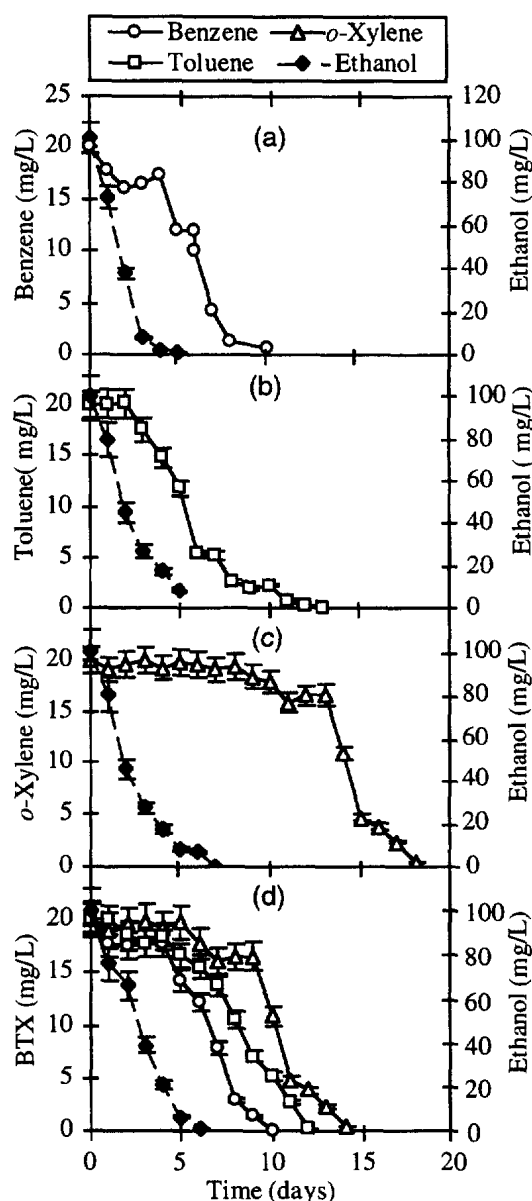 Benzene o-Xylene
Toluene Ethanol
25 120
20 (a) 100
15 80
10 60
5 40
0 20
0
Benzene (mg/L)
Ethanol (mg/L)
(b)
20 100
15 80
10 60
5 40
0 20
0
Toluene( mg/L)
Ethanol ( mg/L)
(c)
20 100
15 80
10 60
5 40
0 20
0
o-Xylene (mg/L)
Ethanol (mg/L)
(d)
20 100
15 80
10 60
5 40
0 20
0
BTX (mg/L)
Ethanol (mg/L)
0 5 10 15 20
Time (days)